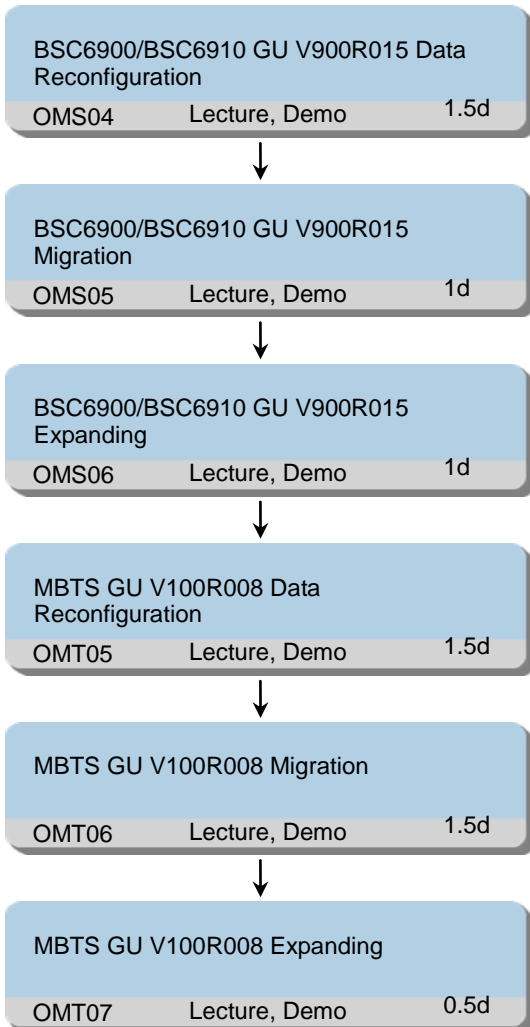 BSC6900/BSC6910 GU V900R015 Data
Reconfiguration
OMS04 Lecture, Demo 1.5d
BSC6900/BSC6910 GU V900R015
Migration
OMS05 Lecture, Demo 1d
BSC6900/BSC6910 GU V900R015
Expanding
OMS06 Lecture, Demo 1d
MBTS GU V100R008 Data
Reconfiguration
OMT05 Lecture, Demo 1.5d
MBTS GU V100R008 Migration
OMT06 Lecture, Demo 1.5d
MBTS GU V100R008 Expanding
OMT07 Lecture, Demo 0.5d